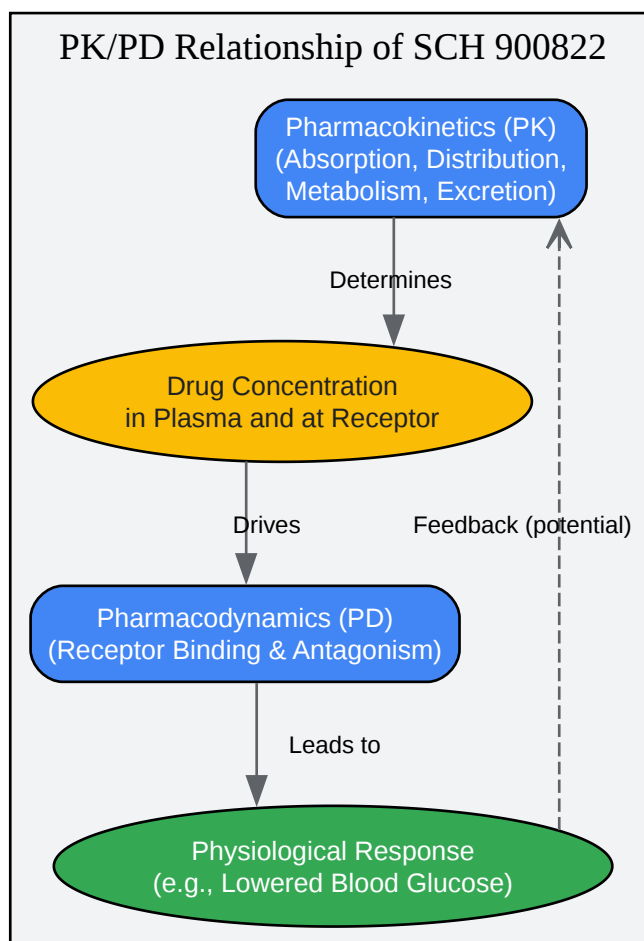 PK/PD Relationship of SCH 900822
Pharmacokinetics (PK)
(Absorption, Distribution,
Metabolism, Excretion)
Determines
Drug Concentration
in Plasma and at Receptor
Drives
Feedback (potential)
Pharmacodynamics (PD)
(Receptor Binding & Antagonism)
Leads to
Physiological Response
(e.g., Lowered Blood Glucose)